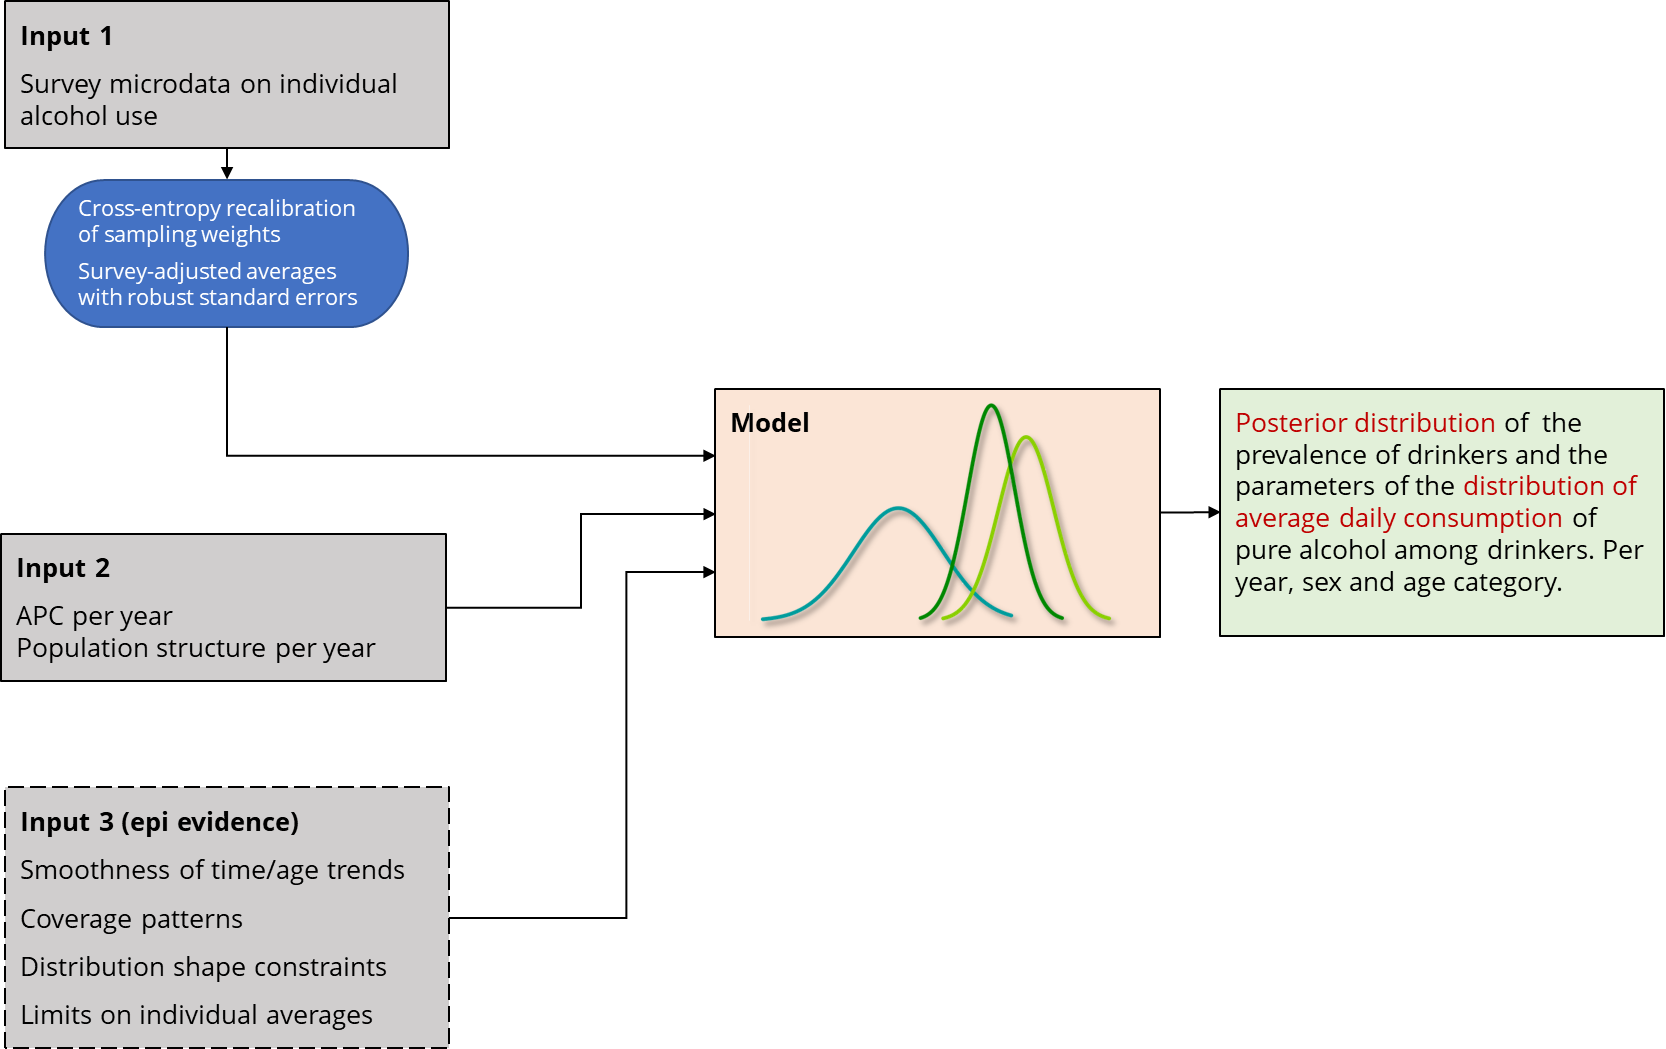 Input 1
Survey microdata on individual
alcohol use
Cross-entropy recalibration
of sampling weights
Survey-adjusted averages
with robust standard errors
Input 2
APC per year
Population structure per year
Input 3 (epi evidence)
Smoothness of time/age trends
Coverage patterns
Distribution shape constraints
Limits on individual averages
Model
Posterior distribution of the
prevalence of drinkers and the
parameters of the distribution of
average daily consumption of
pure alcohol among drinkers. Per
year, sex and age category.